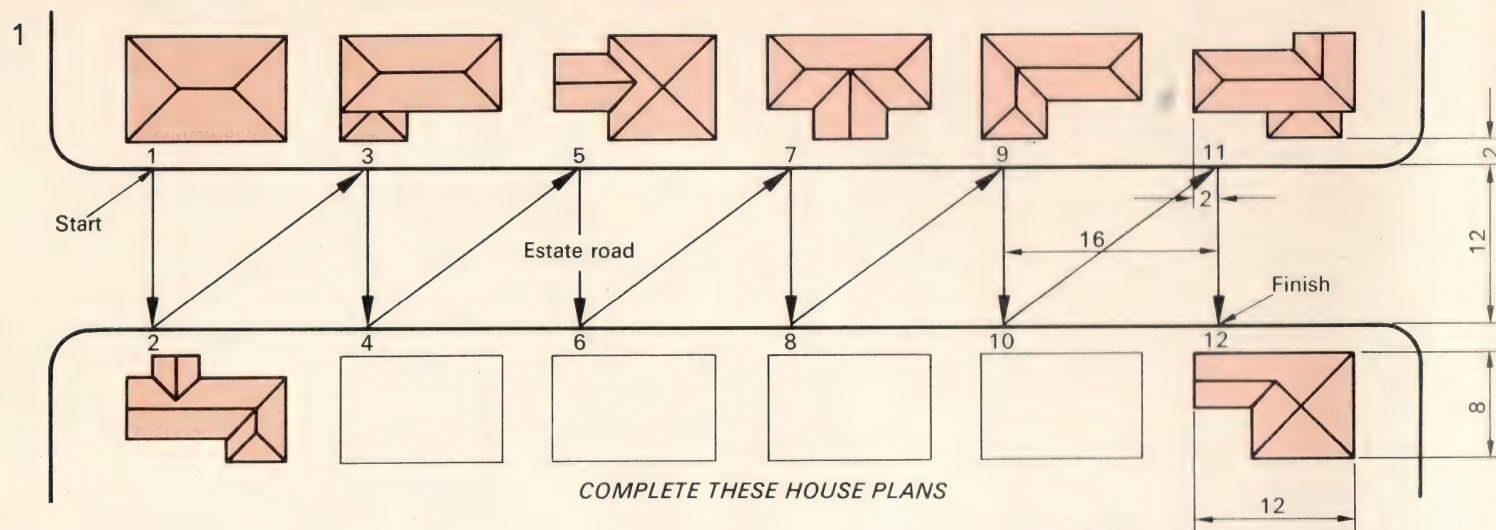 1
1 3 5 7 9 11
2
Start
2
Estate road
16
12
Finish
2 4 6 8 10 12
8
COMPLETE THESE HOUSE PLANS
12